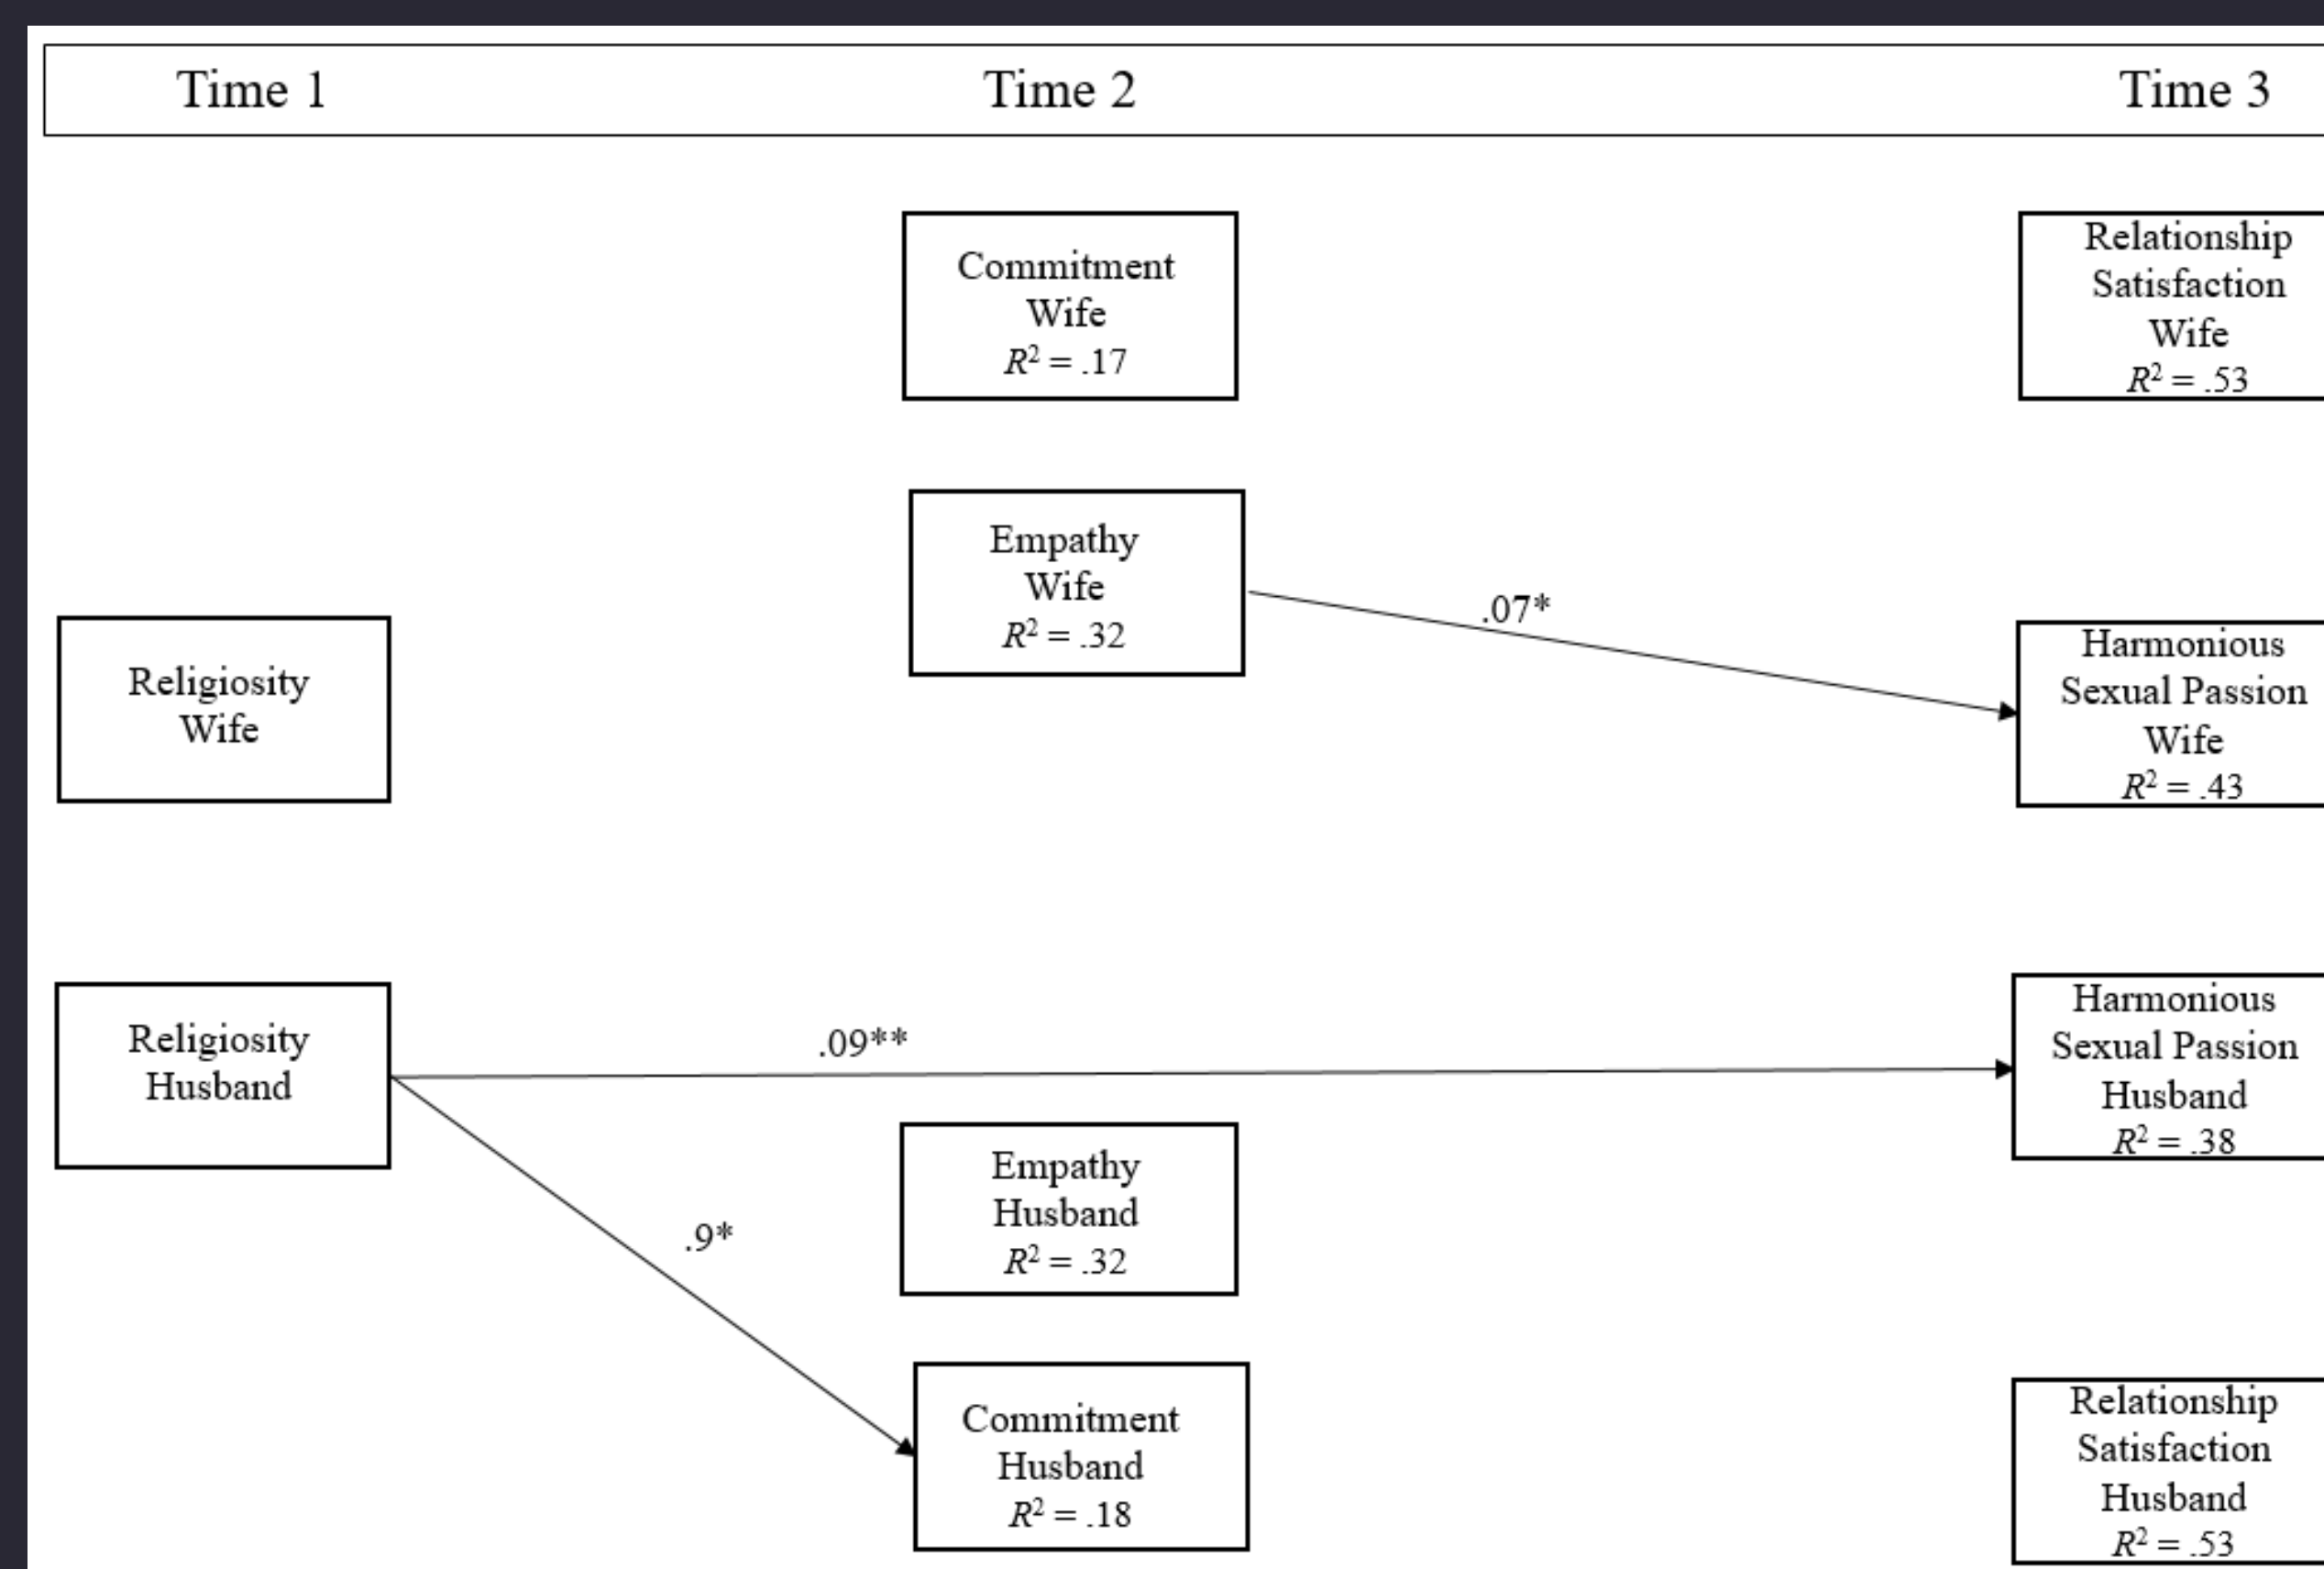 Time 1
Time 2
Time 3
Commitment
Wife
R² = .17
Relationship
Satisfaction
Wife
R² = .53
Empathy
Wife
R² = .32
.07*
Religiosity
Wife
Harmonious
Sexual Passion
Wife
R² = .43
Religiosity
Husband
.09**
Harmonious
Sexual Passion
Husband
R² = .38
Empathy
Husband
R² = .32
.9*
Commitment
Husband
R² = .18
Relationship
Satisfaction
Husband
R² = .53